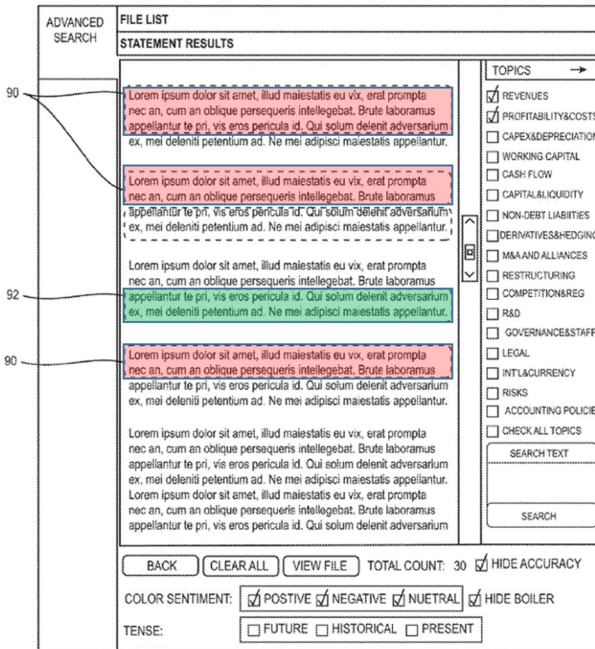 ADVANCED
SEARCH
FILE LIST
STATEMENT RESULTS
90
Lorem ipsum dolor sit amet, illud maiestatis eu vix, erat prompta
nec an, cum an oblique persequeris intellegebat. Brute laboramus
appellantur te pri, vis eros pericula id. Qui solum delenit adversarium
ex, mei deleniti petentium ad. Ne mei adipisci maiestatis appellantur.
Lorem ipsum dolor sit amet, illud maiestatis eu vix, erat prompta
nec an, cum an oblique persequeris intellegebat. Brute laboramus
appellantur te pri, vis eros pericula id. Qui solum delenit adversarium
ex, mei deleniti petentium ad. Ne mei adipisci maiestatis appellantur.
Lorem ipsum dolor sit amet, illud maiestatis eu vix, erat prompta
nec an, cum an oblique persequeris intellegebat. Brute laboramus
92
appellantur te pri, vis eros pericula id. Qui solum delenit adversarium
ex, mei deleniti petentium ad. Ne mei adipisci maiestatis appellantur.
90
Lorem ipsum dolor sit amet, illud maiestatis eu vix, erat prompta
nec an, cum an oblique persequeris intellegebat. Brute laboramus
appellantur te pri, vis eros pericula id. Qui solum delenit adversarium
ex, mei deleniti petentium ad. Ne mei adipisci maiestatis appellantur.
Lorem ipsum dolor sit amet, illud maiestatis eu vix, erat prompta
nec an, cum an oblique persequeris intellegebat. Brute laboramus
appellantur te pri, vis eros pericula id. Qui solum delenit adversarium
ex, mei deleniti petentium ad. Ne mei adipisci maiestatis appellantur.
Lorem ipsum dolor sit amet, illud maiestatis eu vix, erat prompta
nec an, cum an oblique persequeris intellegebat. Brute laboramus
appellantur te pri, vis eros pericula id. Qui solum delenit adversarium
TOPICS →
REVENUES
PROFITABILITY&COSTS
CAPEX&DEPRECIATION
WORKING CAPITAL
CASH FLOW
CAPITAL&LIQUIDITY
NON-DEBT LIABIITIES
DERIVATIVES&HEDGING
M&A AND ALLIANCES
RESTRUCTURING
COMPETITION&REG
R&D
GOVERNANCE&STAFF
LEGAL
INT'L&CURRENCY
RISKS
ACCOUNTING POLICIE
CHECK ALL TOPICS
SEARCH TEXT
SEARCH
BACK CLEAR ALL VIEW FILE TOTAL COUNT: 30 HIDE ACCURACY
COLOR SENTIMENT: POSTIVE NEGATIVE NUETRAL HIDE BOILER
TENSE: FUTURE HISTORICAL PRESENT